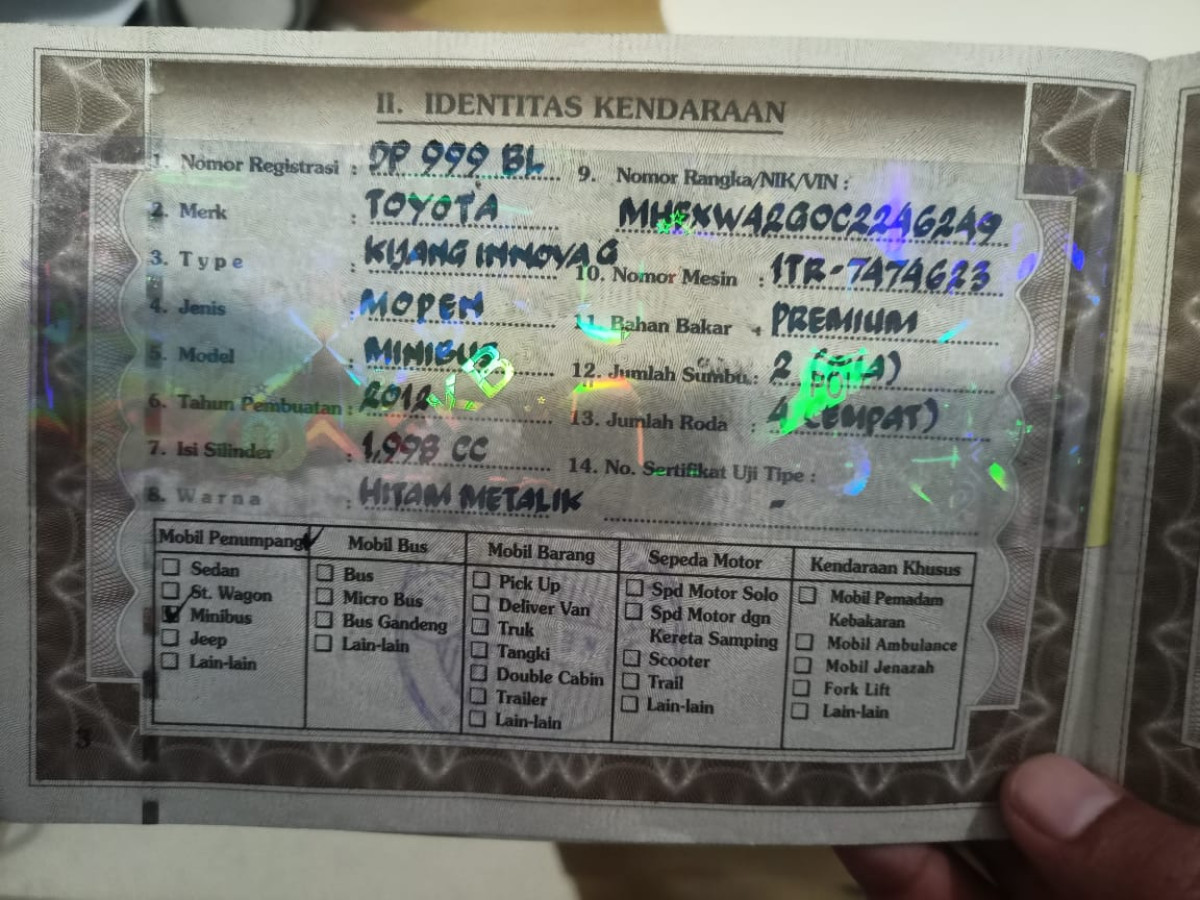 II. IDENTITAS KENDARAAN
1. Nomor Registrasi : DP 999 BL
2. Merk : TOYOTA
3. Type : KIJANG INNOVA G
4. Jenis : MOPEN
5. Model : MINIBUS
6. Tahun Pembuatan : 2012
7. Isi Silinder : 1,998 CC
8. Warna : HITAM METALIK
9. Nomor Rangka/NIK/VIN :
10. Nomor Mesin : 1TR-7474623
11. Bahan Bakar : PREMIUM
12. Jumlah Sumbu : 2 (DUA)
13. Jumlah Roda : 4 (EMPAT)
14. No. Sertifikat Uji Tipe :
-
Mobil Penumpang
Sedan
St. Wagon
Minibus
Jeep
Lain-lain
Mobil Bus
Bus
Micro Bus
Bus Gandeng
Lain-lain
Mobil Barang
Pick Up
Deliver Van
Truk
Tangki
Double Cabin
Trailer
Lain-lain
Sepeda Motor
Spd Motor Solo
Spd Motor dgn
Kereta Samping
Scooter
Trail
Lain-lain
Kendaraan Khusus
Mobil Pemadam
Kebakaran
Mobil Ambulance
Mobil Jenazah
Fork Lift
Lain-lain
3